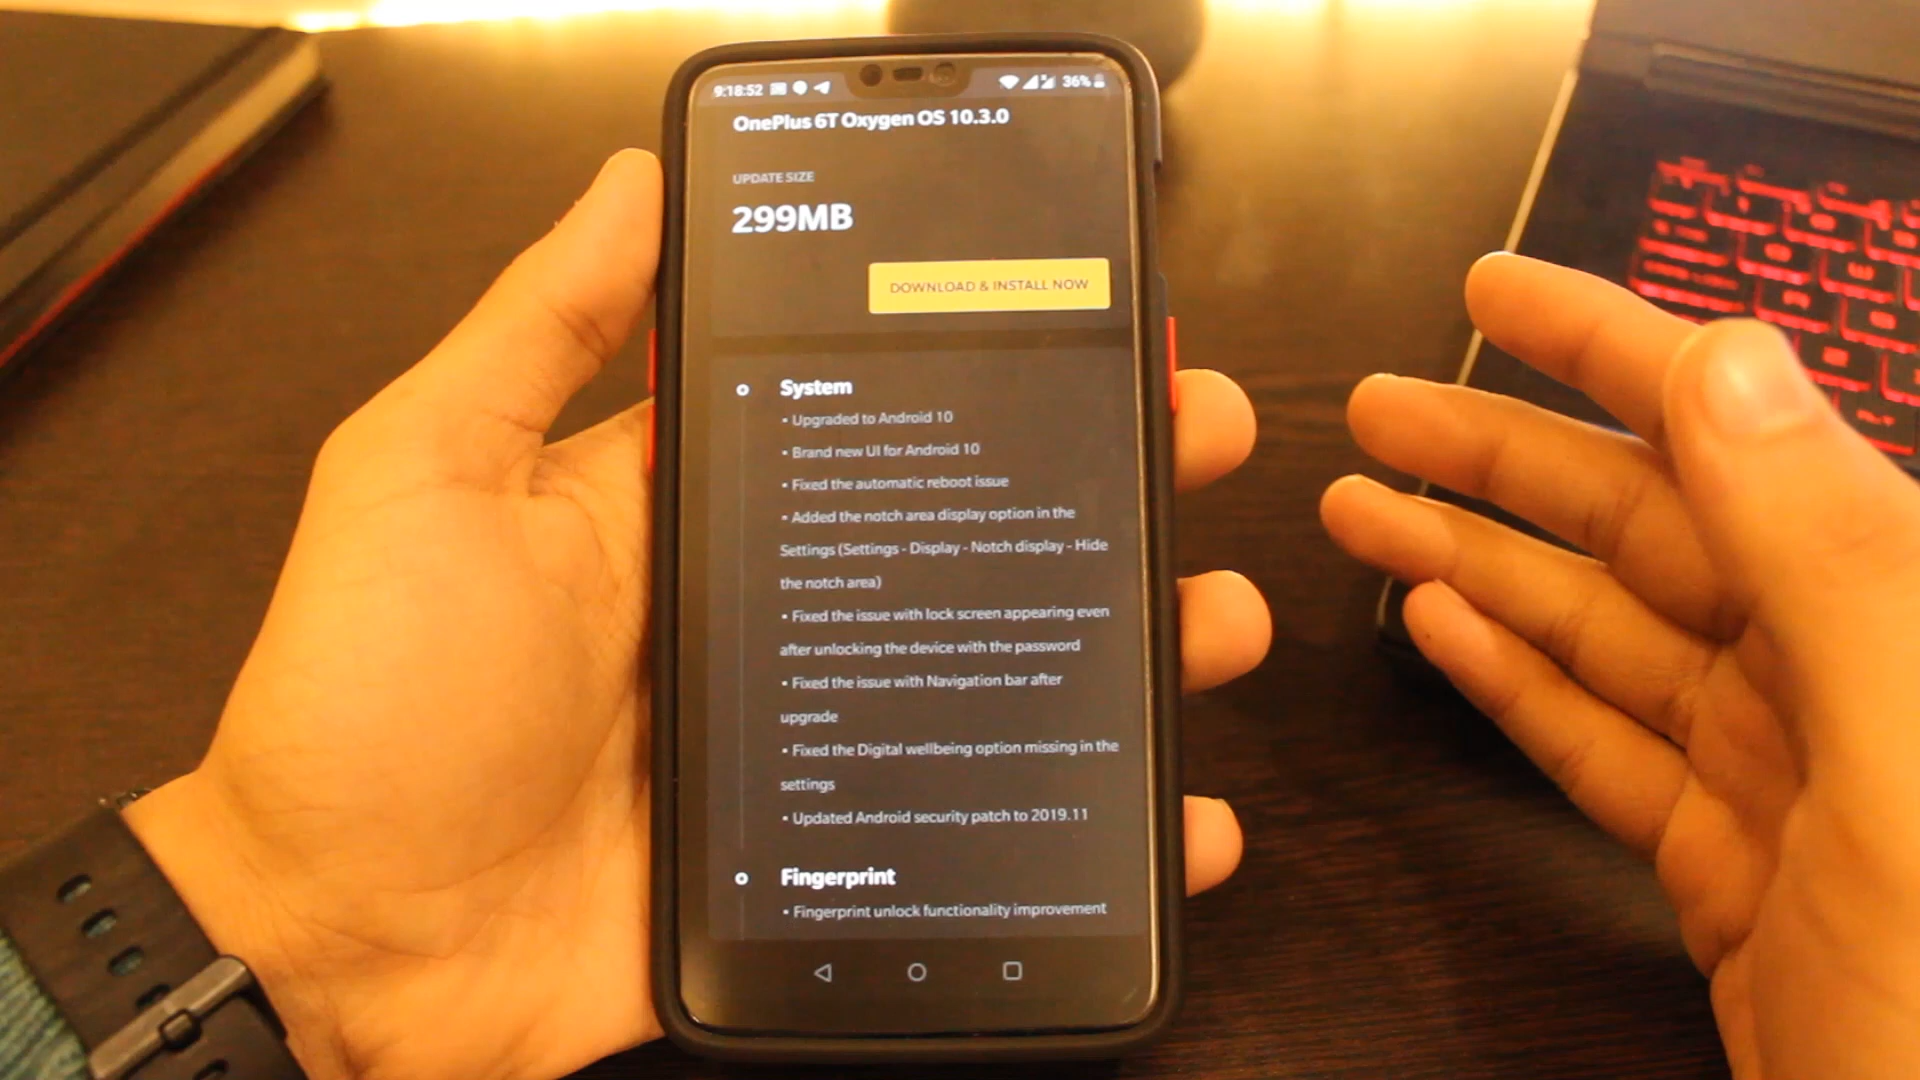 9:18:52
36%
OnePlus 6T Oxygen OS 10.3.0
UPDATE SIZE
299MB
DOWNLOAD & INSTALL NOW
System
• Upgraded to Android 10
• Brand new UI for Android 10
• Fixed the automatic reboot issue
• Added the notch area display option in the
Settings (Settings - Display - Notch display - Hide
the notch area)
• Fixed the issue with lock screen appearing even
after unlocking the device with the password
• Fixed the issue with Navigation bar after
upgrade
• Fixed the Digital wellbeing option missing in the
settings
• Updated Android security patch to 2019.11
Fingerprint
• Fingerprint unlock functionality improvement